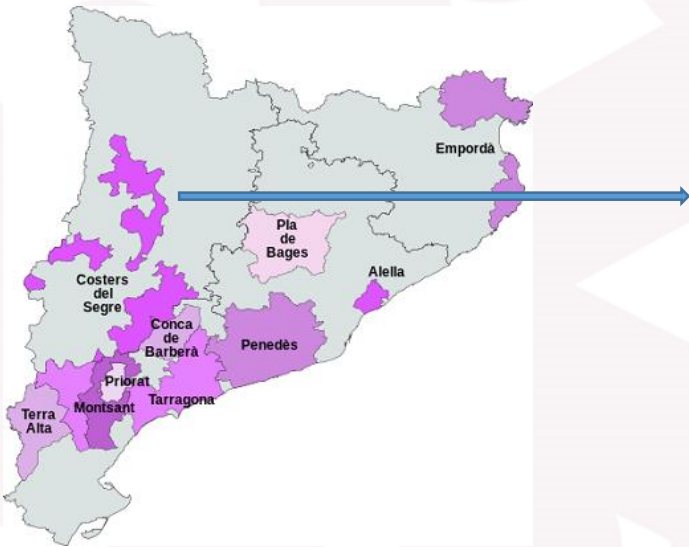 Empordà
Pla
de
Bages
Alella
Costers
del
Segre
Conca
de
Barberà
Penedès
Priorat
Tarragona
Montsant
Terra
Alta